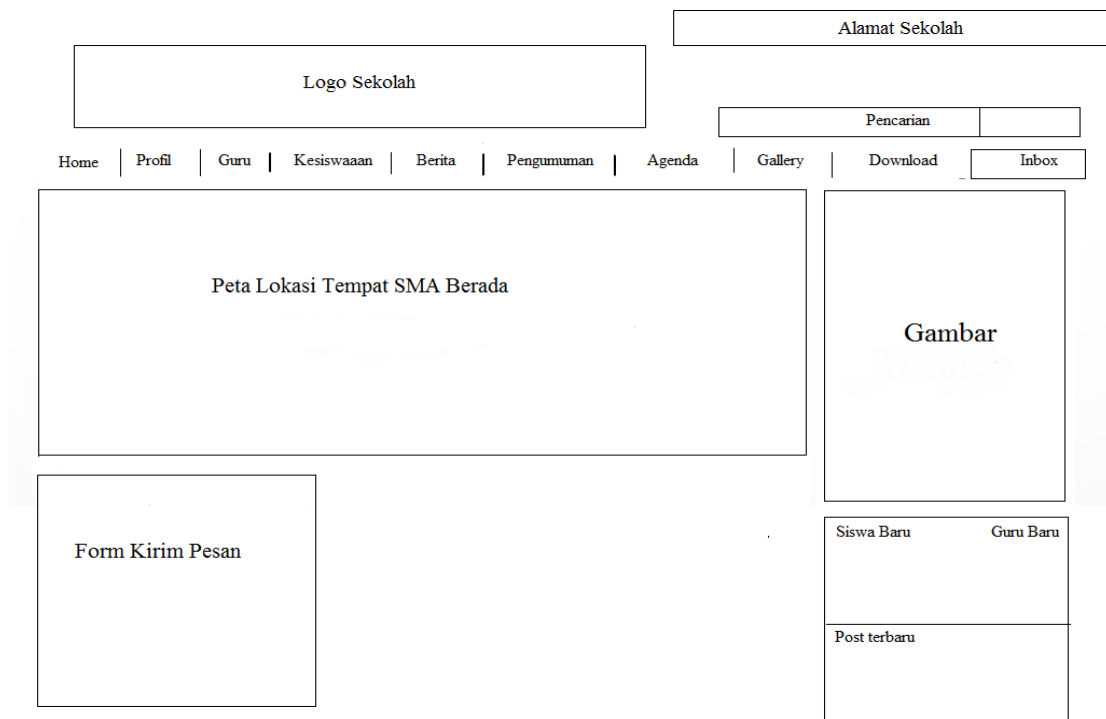 Alamat Sekolah
Logo Sekolah
Pencarian
Home Profil Guru Kesiswaaan Berita Pengumuman Agenda Gallery Download Inbox
Peta Lokasi Tempat SMA Berada
Gambar
Siswa Baru Guru Baru
Form Kirim Pesan
Post terbaru